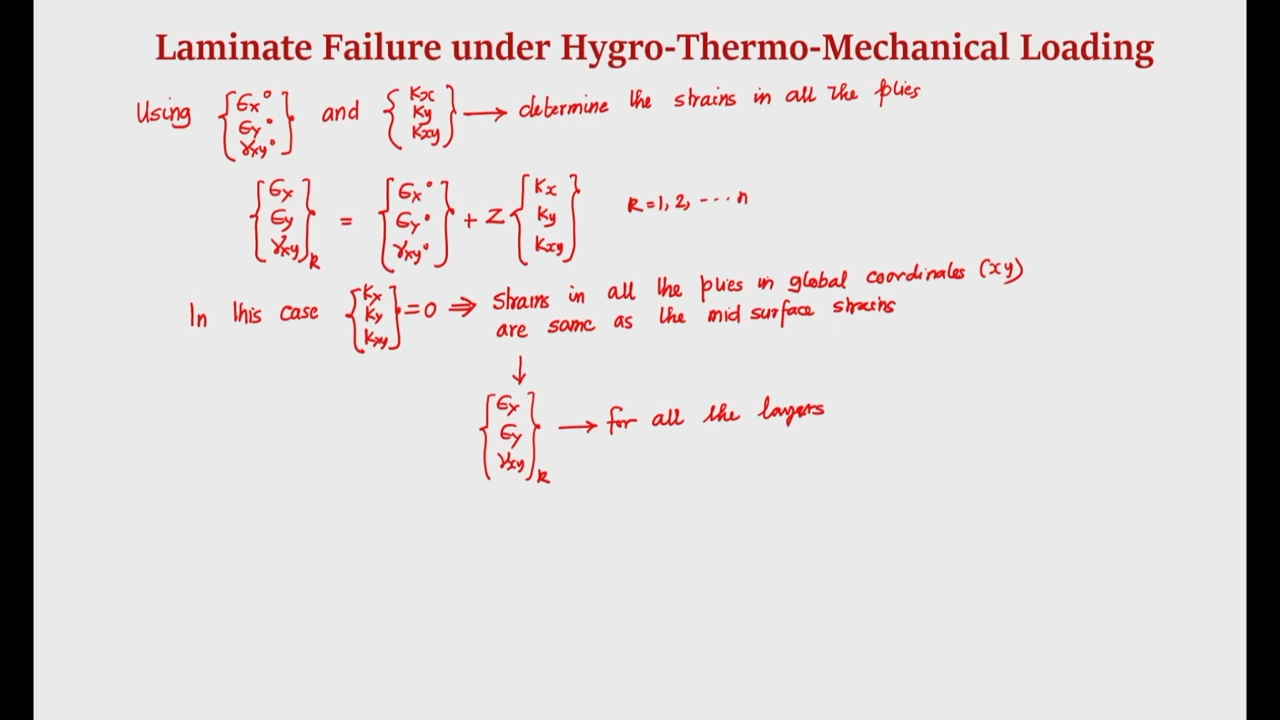 Laminate Failure under Hygro-Thermo-Mechanical Loading
Using {ϵx° ϵy° γxy°} and {Kx Ky Kxy} → determine the strains in all the plies
{ϵx ϵy γxy}k = {ϵx° ϵy° γxy°} + z {Kx Ky Kxy} k=1, 2, ---- n
In this case {Kx Ky Kxy} = 0 ⇒ strains in all the plies in global coordinates (xy)
are same as the mid surface strains
↓
{ϵx ϵy γxy}k → for all the layers